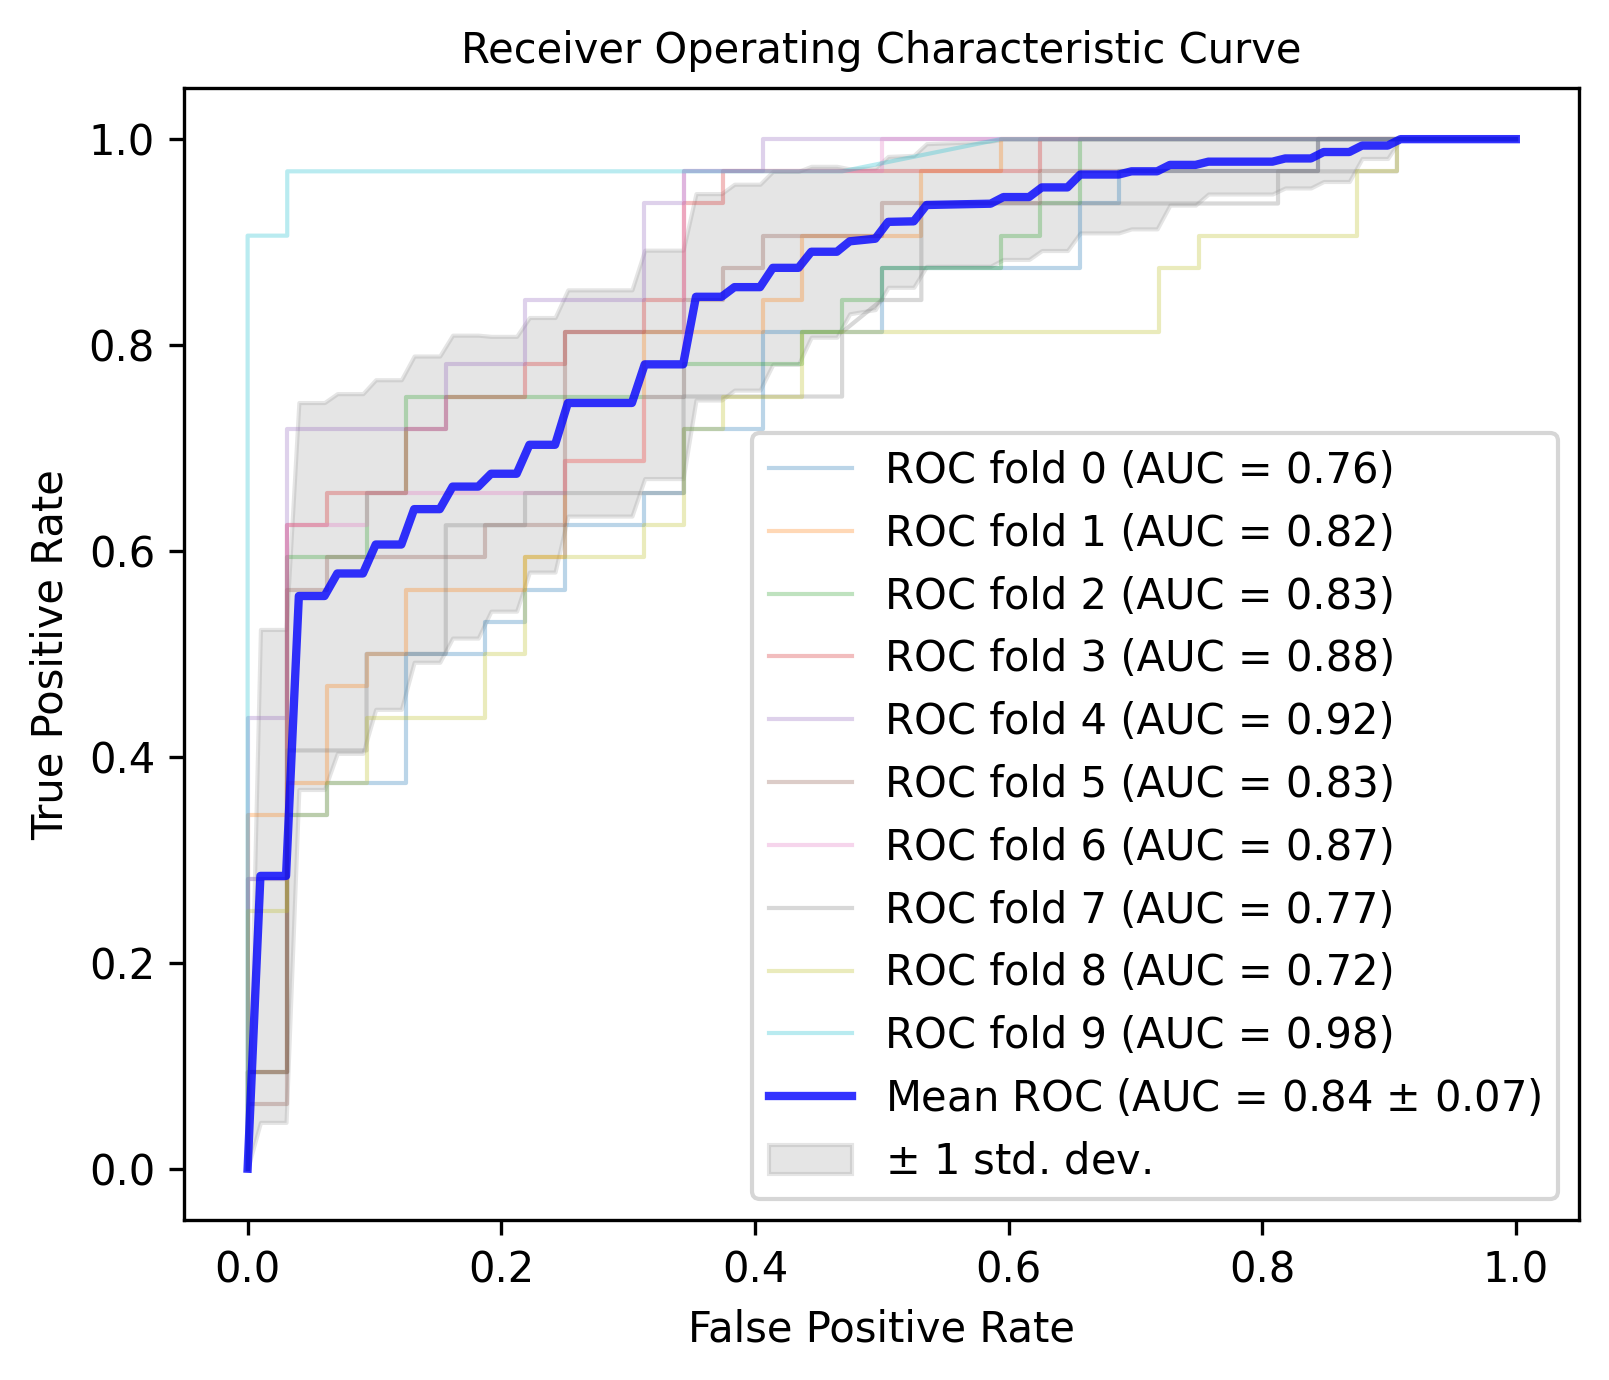 Receiver Operating Characteristic Curve
1.0
0.8
0.6
0.4
0.2
0.0
True Positive Rate
ROC fold 0 (AUC = 0.76)
ROC fold 1 (AUC = 0.82)
ROC fold 2 (AUC = 0.83)
ROC fold 3 (AUC = 0.88)
ROC fold 4 (AUC = 0.92)
ROC fold 5 (AUC = 0.83)
ROC fold 6 (AUC = 0.87)
ROC fold 7 (AUC = 0.77)
ROC fold 8 (AUC = 0.72)
ROC fold 9 (AUC = 0.98)
Mean ROC (AUC = 0.84 ± 0.07)
± 1 std. dev.
0.0 0.2 0.4 0.6 0.8 1.0
False Positive Rate